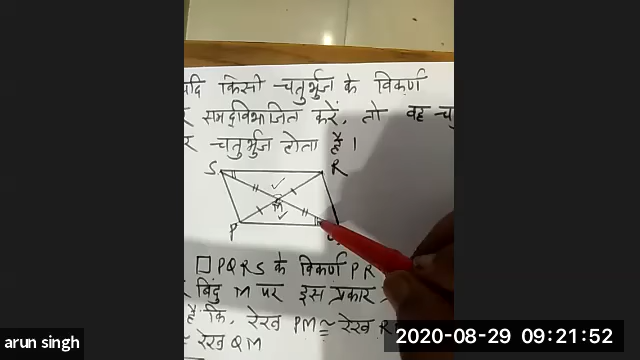 यदि किसी चतुर्भुज के विकर्ण
समद्विभाजित करें, तो वह
चतुर्भुज होता है।
S R
M
P
□PQRS के विकर्ण PR
बिंदु M पर इस प्रकार
है कि, रेख PM ≅ रेख R
≅ रेख QM
arun singh
2020-08-29 09:21:52